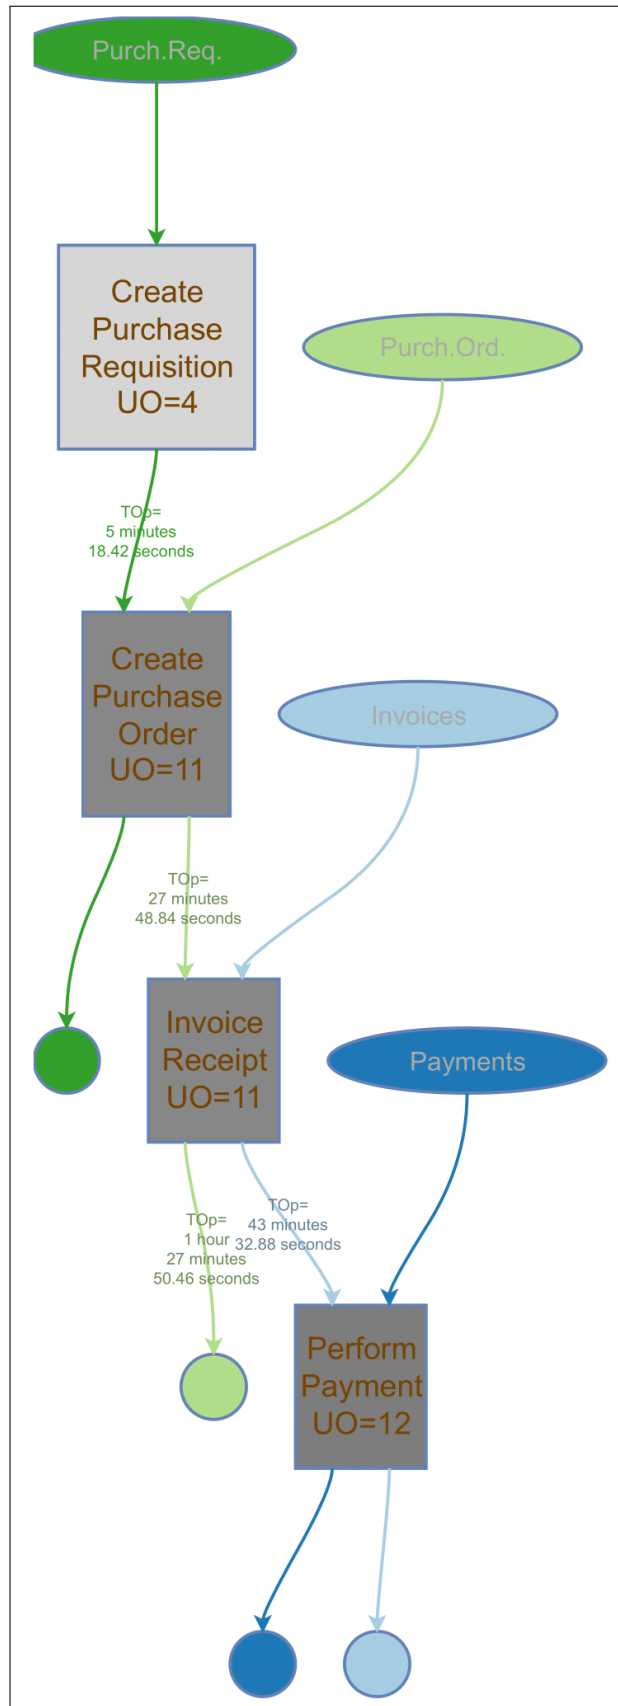 Purch.Req.
Create
Purchase
Requisition
UO=4
Purch.Ord.
TOp=
5 minutes
18.42 seconds
Create
Purchase
Order
UO=11
Invoices
TOp=
27 minutes
48.84 seconds
Invoice
Receipt
UO=11
Payments
TOp=
1 hour
27 minutes
50.46 seconds
TOp=
43 minutes
32.88 seconds
Perform
Payment
UO=12